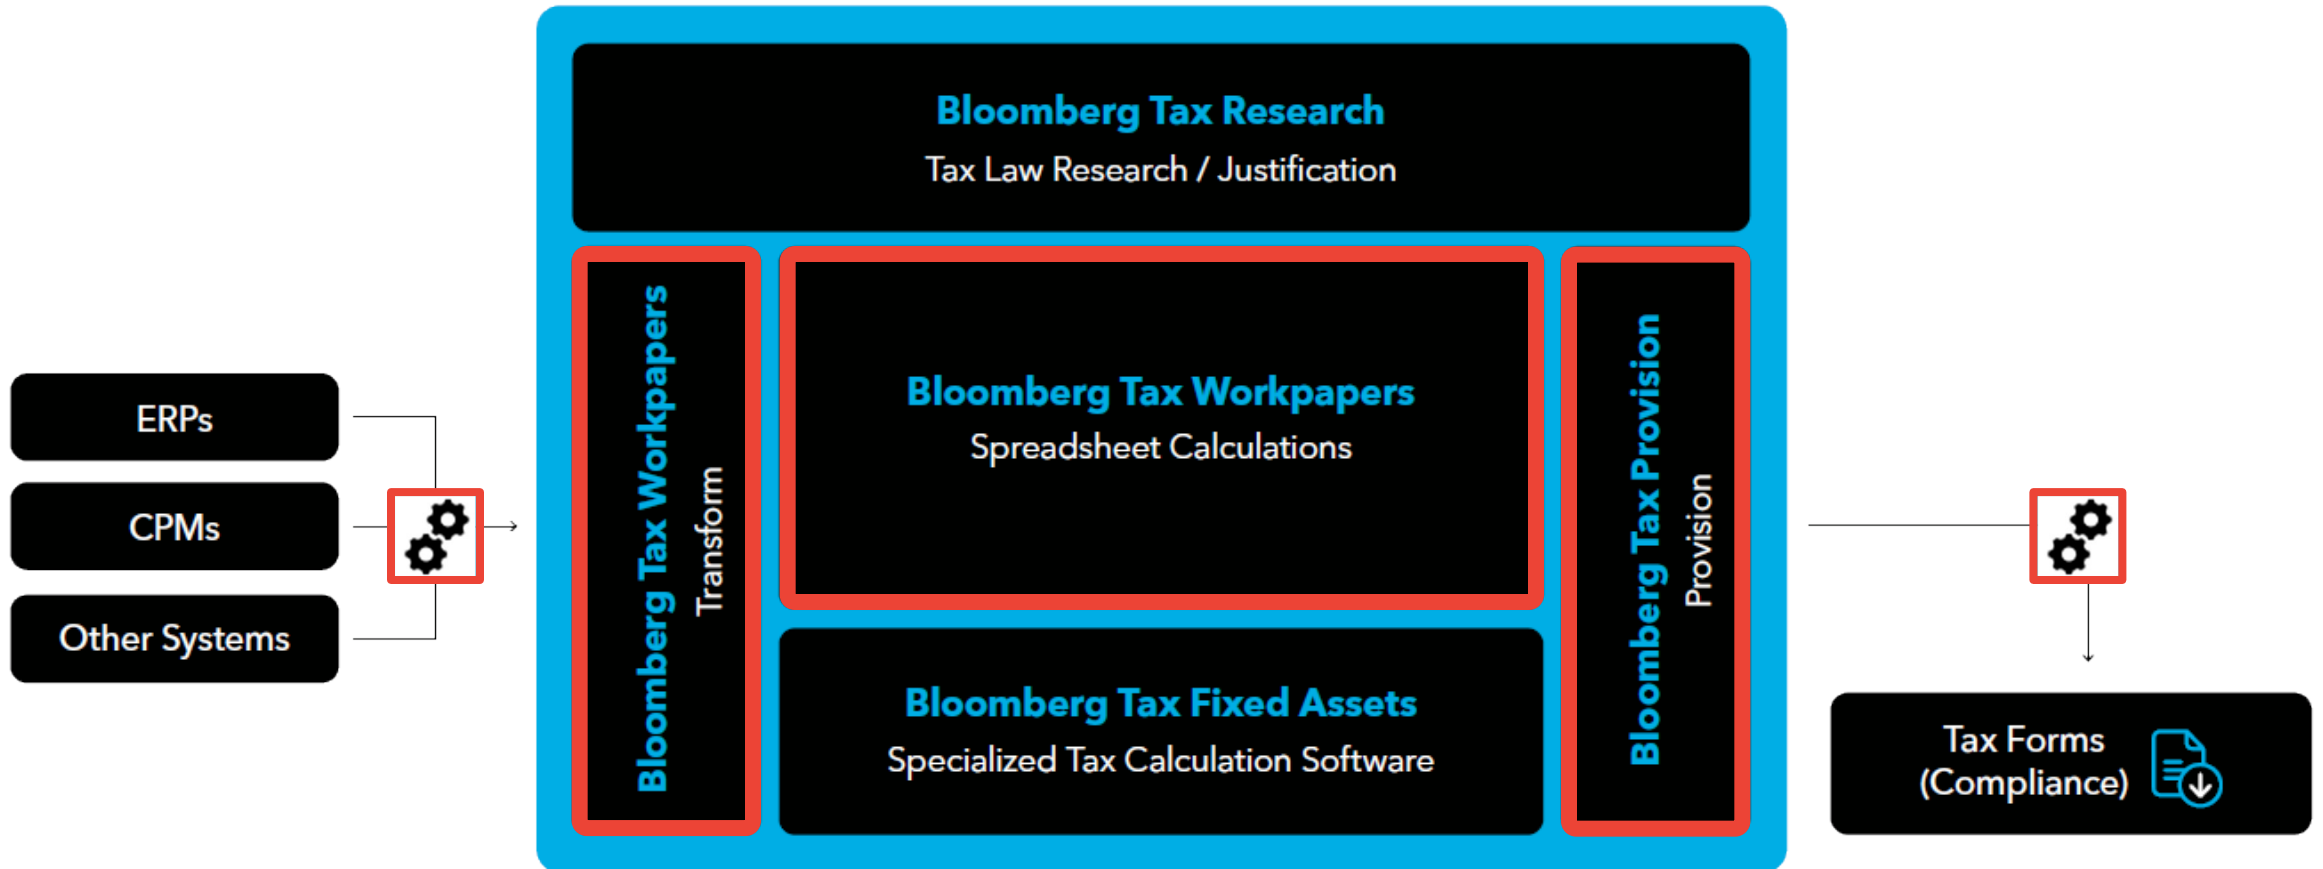 Bloomberg Tax Research
Tax Law Research / Justification
ERPs
CPMs
Other Systems
Bloomberg Tax Workpapers
Transform
Bloomberg Tax Workpapers
Spreadsheet Calculations
Bloomberg Tax Fixed Assets
Specialized Tax Calculation Software
Bloomberg Tax Provision
Provision
Tax Forms
(Compliance)